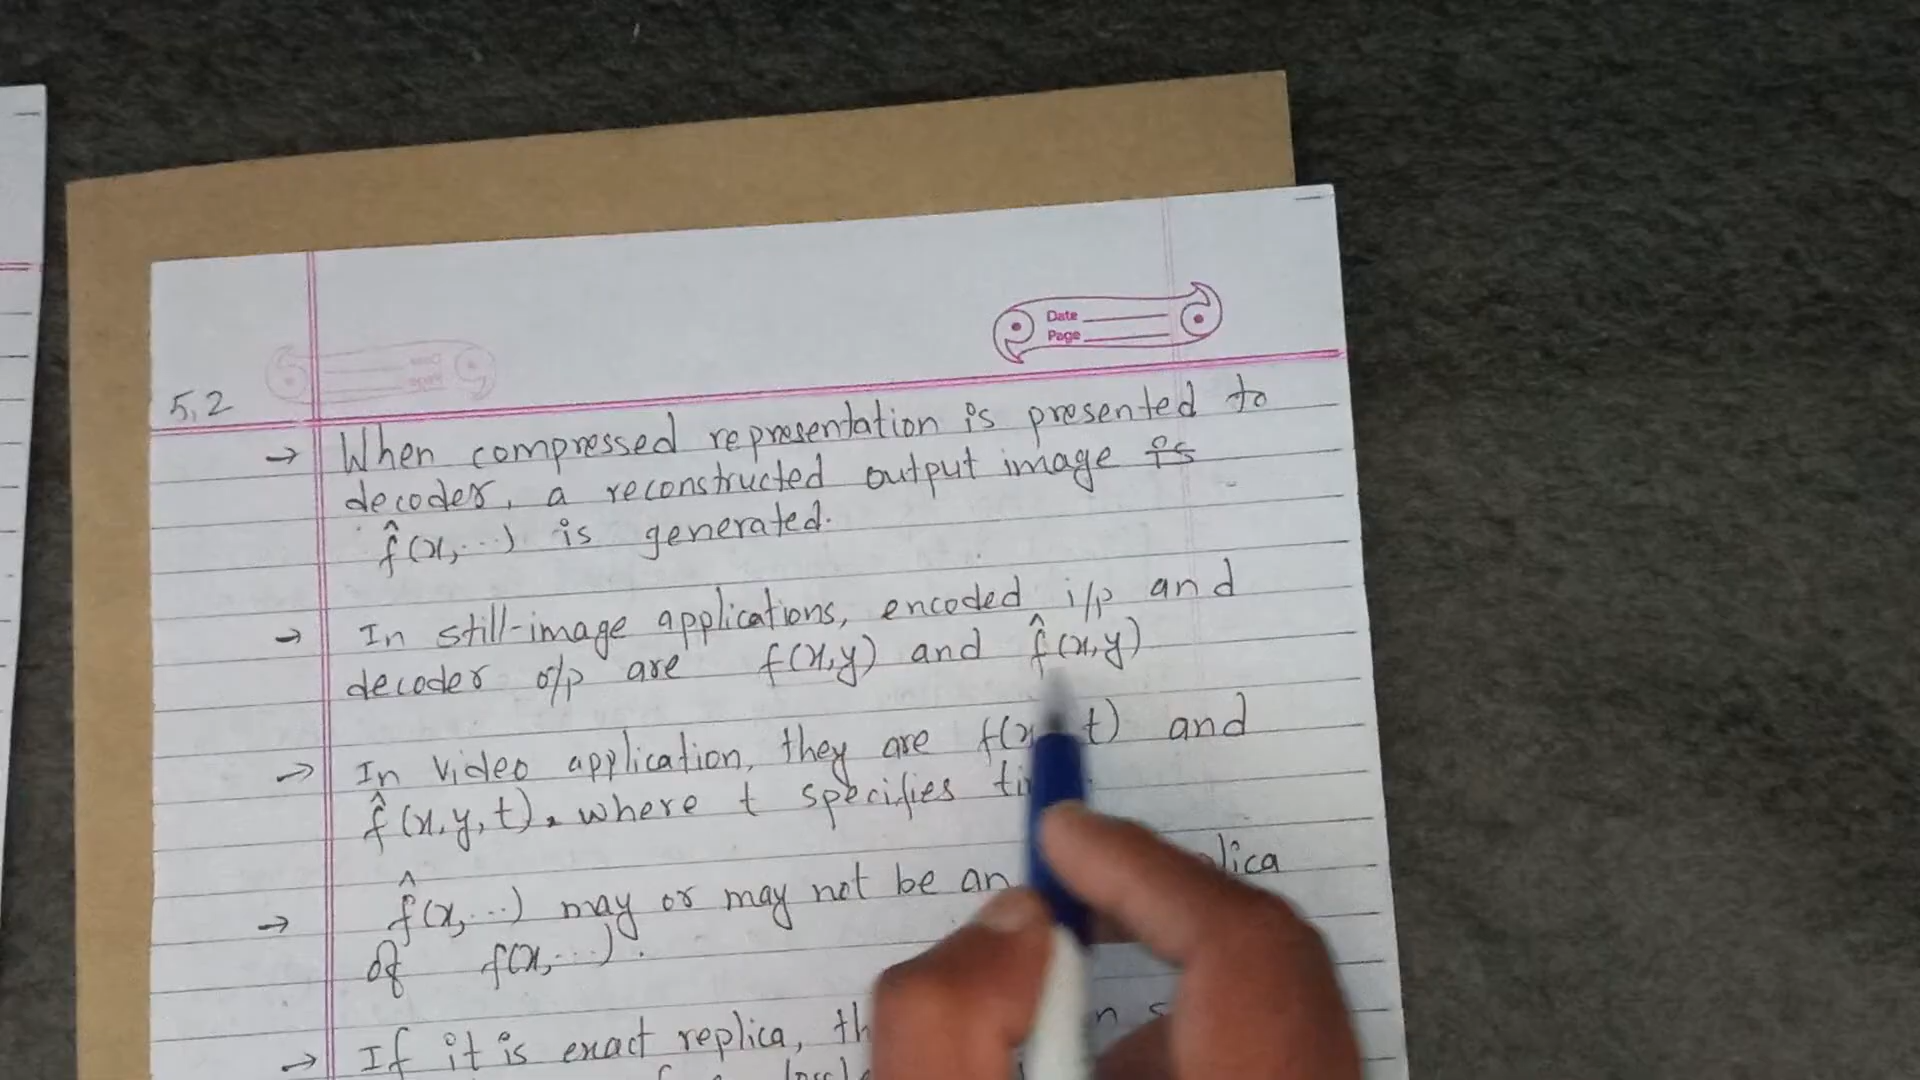 Date
Page
5.2
→ When compressed representation is presented to
decoder, a reconstructed output image is
f̂(x,...) is generated.
→ In still-image applications, encoded i/p and
decoder o/p are f(x,y) and f̂(x,y)
→ In video application, they are f(x t) and
f̂(x,y,t), where t specifies
→ f̂(x,...) may or may not be an
of f(x,...).
→ If it is exact replica,